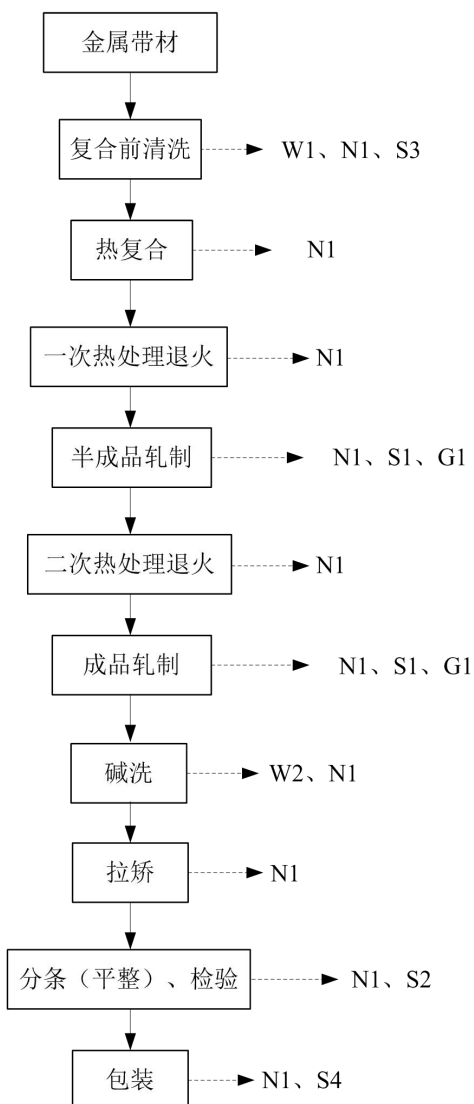 金属带材
复合前清洗 W1、N1、S3
热复合 N1
一次热处理退火 N1
半成品轧制 N1、S1、G1
二次热处理退火 N1
成品轧制 N1、S1、G1
碱洗 W2、N1
拉矫 N1
分条（平整）、检验 N1、S2
包装 N1、S4